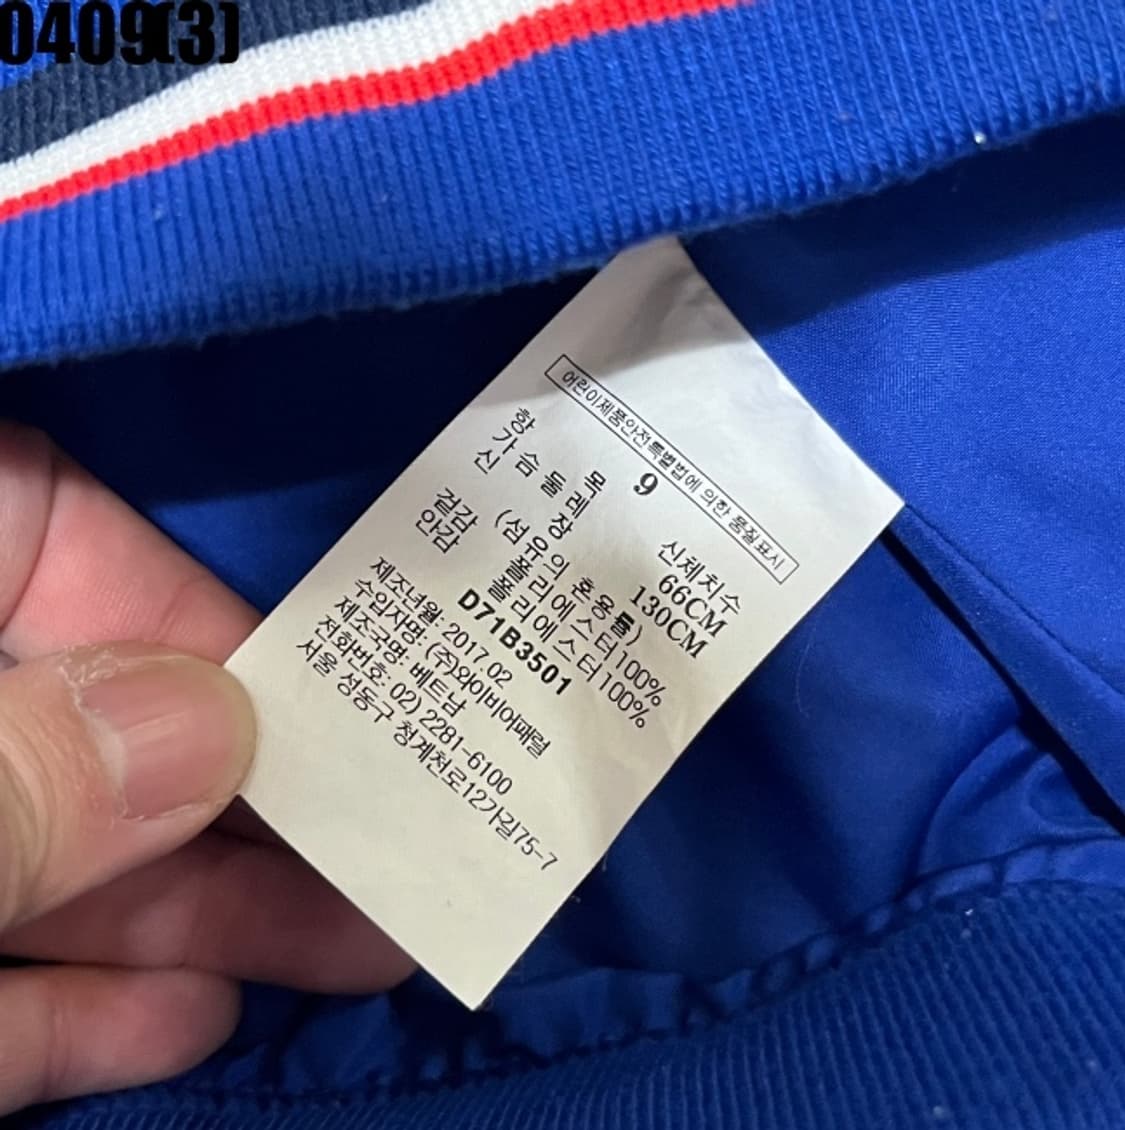 0409(3)
어린이제품안전특별법에 의한 품질표시
9
항 목 신체치수
가 슴 둘 레 66CM
신 장 130CM
(섬유의 혼용률)
겉감 폴리에스터100%
안감 폴리에스터100%
D71B3501
제조년월: 2017.02
수입자명: (주)와이비어패럴
제조국명: 베트남
전화번호: 02) 2281-6100
서울 성동구 청계천로12가길75-7